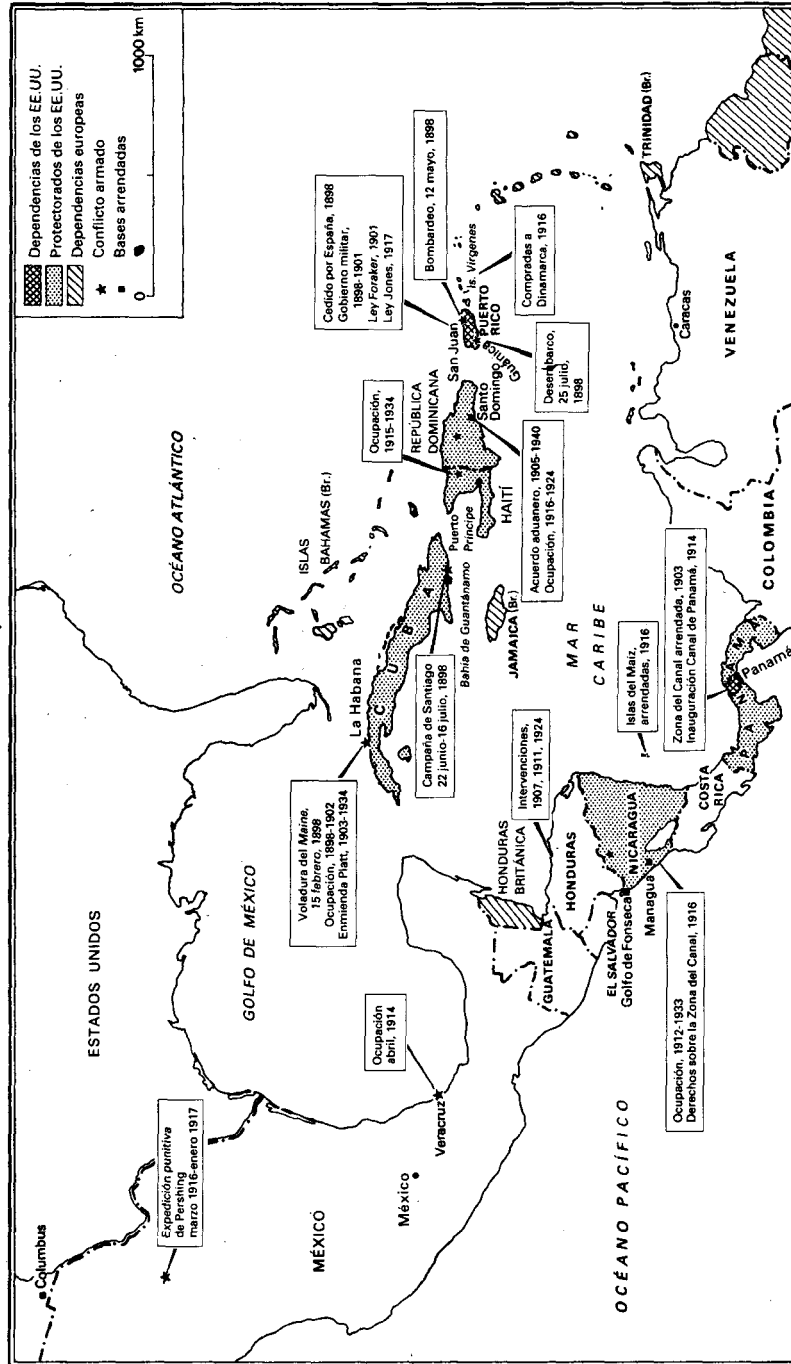 Dependencias de los EE.UU.
Protectorados de los EE.UU.
Dependencias europeas
Conflicto armado
Bases arrendadas
0
1000 km
ESTADOS UNIDOS
Columbus
Expedición punitiva
de Pershing
marzo 1916-enero 1917
MÉXICO
México
Veracruz
Ocupación
abril, 1914
GOLFO DE MÉXICO
OCÉANO ATLÁNTICO
ISLAS
BAHAMAS (Br.)
Voladura del Maine,
15 febrero, 1898
Ocupación, 1898-1902
Enmienda Platt, 1903-1934
La Habana
CUBA
Campaña de Santiago
22 junio-16 julio, 1898
Bahía de Guantánamo
JAMAICA (Br.)
Ocupación,
1915-1934
Puerto
Príncipe
HAITÍ
REPÚBLICA
DOMINICANA
Santo
Domingo
Acuerdo aduanero, 1905-1940
Ocupación, 1916-1924
Cedido por España, 1898
Gobierno militar,
1898-1901
Ley Foraker, 1901
Ley Jones, 1917
Bombardeo, 12 mayo, 1898
San Juan
PUERTO
RICO
Guánica
Is. Vírgenes
Desembarco,
25 julio,
1898
Compradas a
Dinamarca, 1916
MAR
CARIBE
HONDURAS
BRITÁNICA
GUATEMALA
HONDURAS
Intervenciones,
1907, 1911, 1924
EL SALVADOR
Golfo de Fonseca
NICARAGUA
Managua
Ocupación, 1912-1933
Derechos sobre la Zona del Canal, 1916
Islas del Maíz,
arrendadas, 1916
COSTA
RICA
PANAMÁ
Panamá
Zona del Canal arrendada, 1903
Inauguración Canal de Panamá, 1914
COLOMBIA
VENEZUELA
Caracas
TRINIDAD (Br.)
OCÉANO PACÍFICO